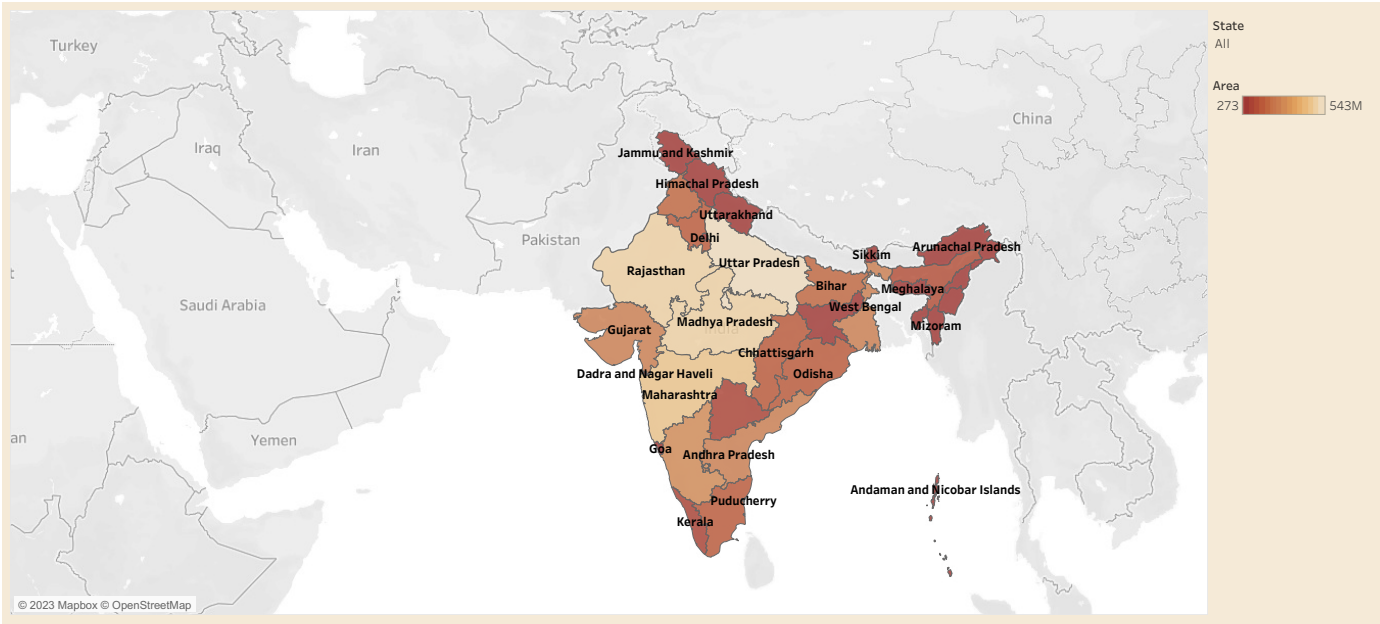 Turkey
Iraq
Iran
China
Pakistan
Saudi Arabia
Yemen
an
Jammu and Kashmir
Himachal Pradesh
Uttarakhand
Delhi
Rajasthan
Uttar Pradesh
Sikkim
Arunachal Pradesh
Bihar
Meghalaya
West Bengal
Mizoram
Gujarat
Madhya Pradesh
India
Chhattisgarh
Dadra and Nagar Haveli
Odisha
Maharashtra
Goa
Andhra Pradesh
Puducherry
Kerala
Andaman and Nicobar Islands
© 2023 Mapbox © OpenStreetMap
State
All
Area
273
543M